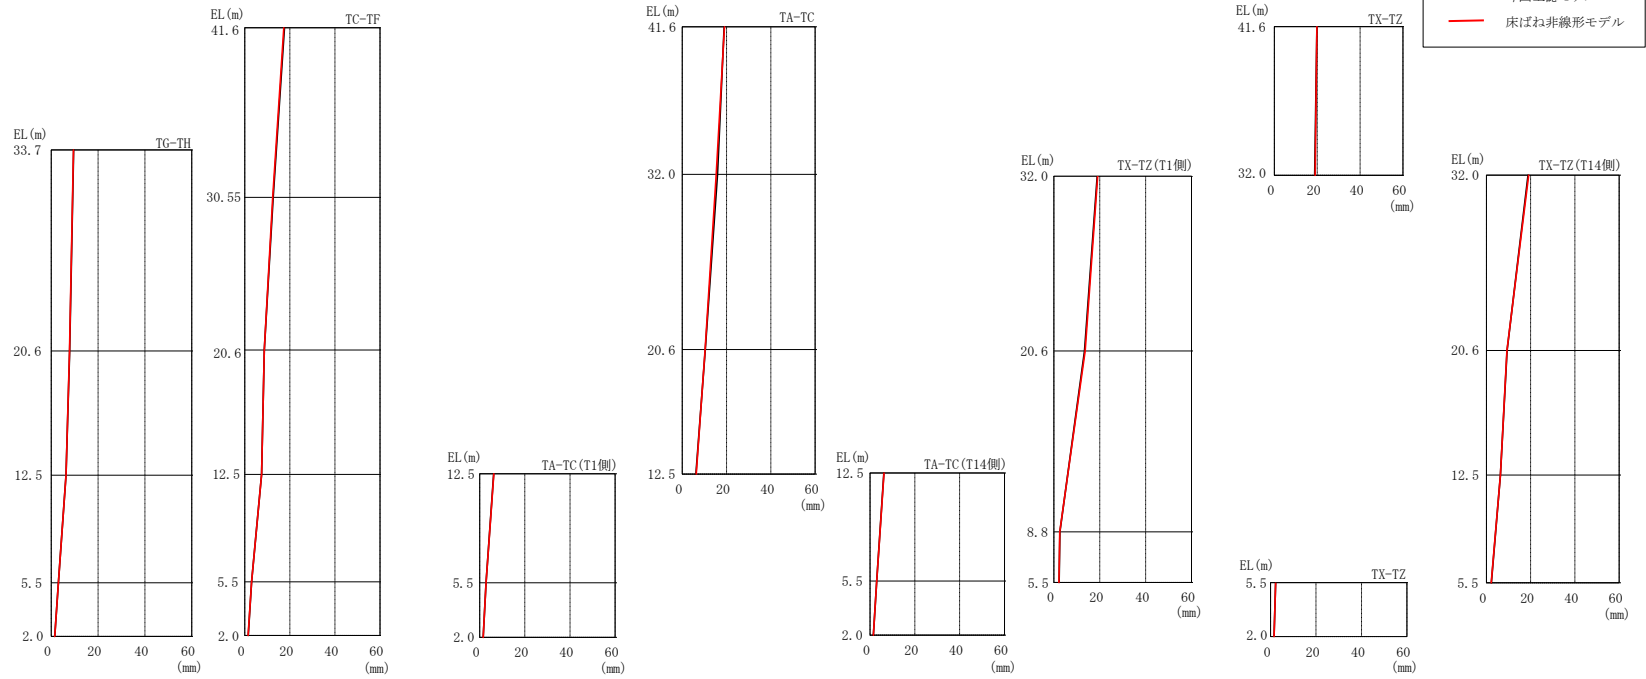 EL(m)
TG-TH
33.7
20.6
12.5
5.5
2.0
0
20
40
60
(mm)
EL(m)
TC-TF
41.6
30.55
20.6
12.5
5.5
2.0
0
20
40
60
(mm)
EL(m)
TA-TC(T1側)
12.5
5.5
2.0
0
20
40
60
(mm)
EL(m)
TA-TC
41.6
32.0
20.6
12.5
0
20
40
60
(mm)
EL(m)
TA-TC(T14側)
12.5
5.5
2.0
0
20
40
60
(mm)
EL(m)
TX-TZ(T1側)
32.0
20.6
8.8
5.5
0
20
40
60
(mm)
EL(m)
TX-TZ
41.6
32.0
0
20
40
60
(mm)
EL(m)
TX-TZ
5.5
2.0
0
20
40
60
(mm)
EL(m)
TX-TZ(T14側)
32.0
20.6
12.5
5.5
0
20
40
60
(mm)
床ばね非線形モデル